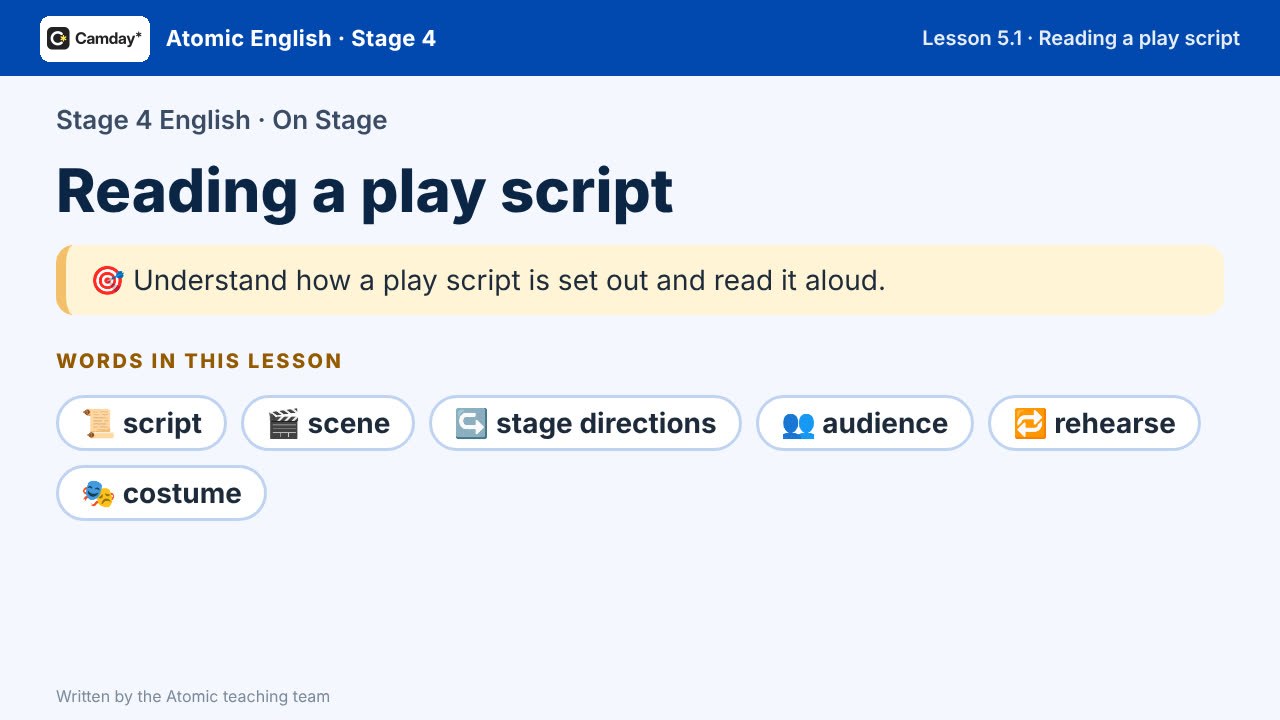 Camday*
Atomic English · Stage 4
Lesson 5.1 · Reading a play script
Stage 4 English · On Stage
Reading a play script
🎯 Understand how a play script is set out and read it aloud.
WORDS IN THIS LESSON
📜 script 🎬 scene ↪️ stage directions 👥 audience 🔁 rehearse
🎭 costume
Written by the Atomic teaching team